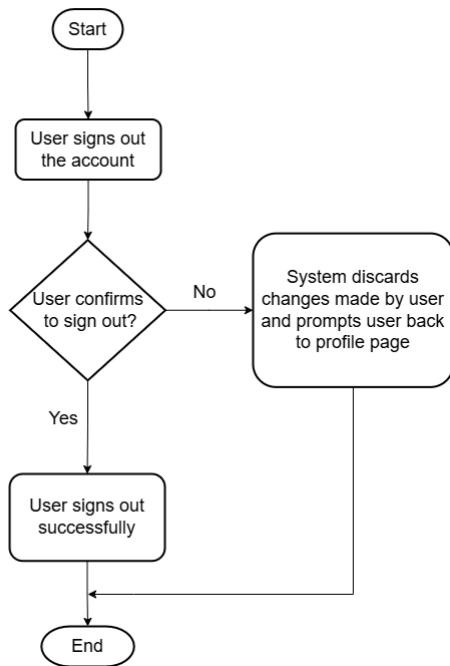 Start
User signs out
the account
User confirms
to sign out?
No
System discards
changes made by user
and prompts user back
to profile page
Yes
User signs out
successfully
End